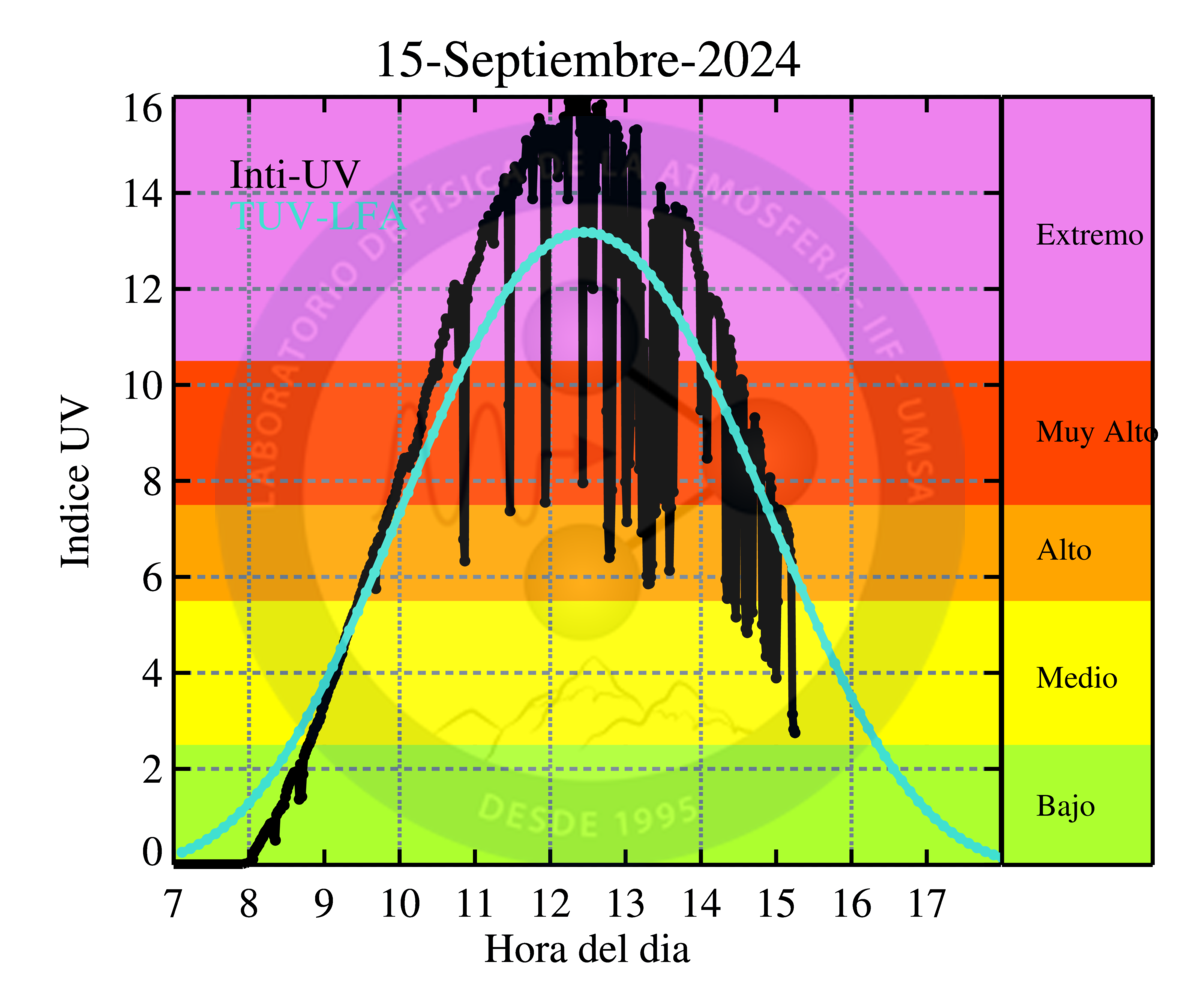 15-Septiembre-2024
16
14
12
10
8
6
4
2
0
Indice UV
Inti-UV
TUV-LFA
LABORATORIO DE FÍSICA DE LA ATMÓSFERA - IIF - UMSA
DESDE 1995
Extremo
Muy Alto
Alto
Medio
Bajo
7 8 9 10 11 12 13 14 15 16 17
Hora del dia